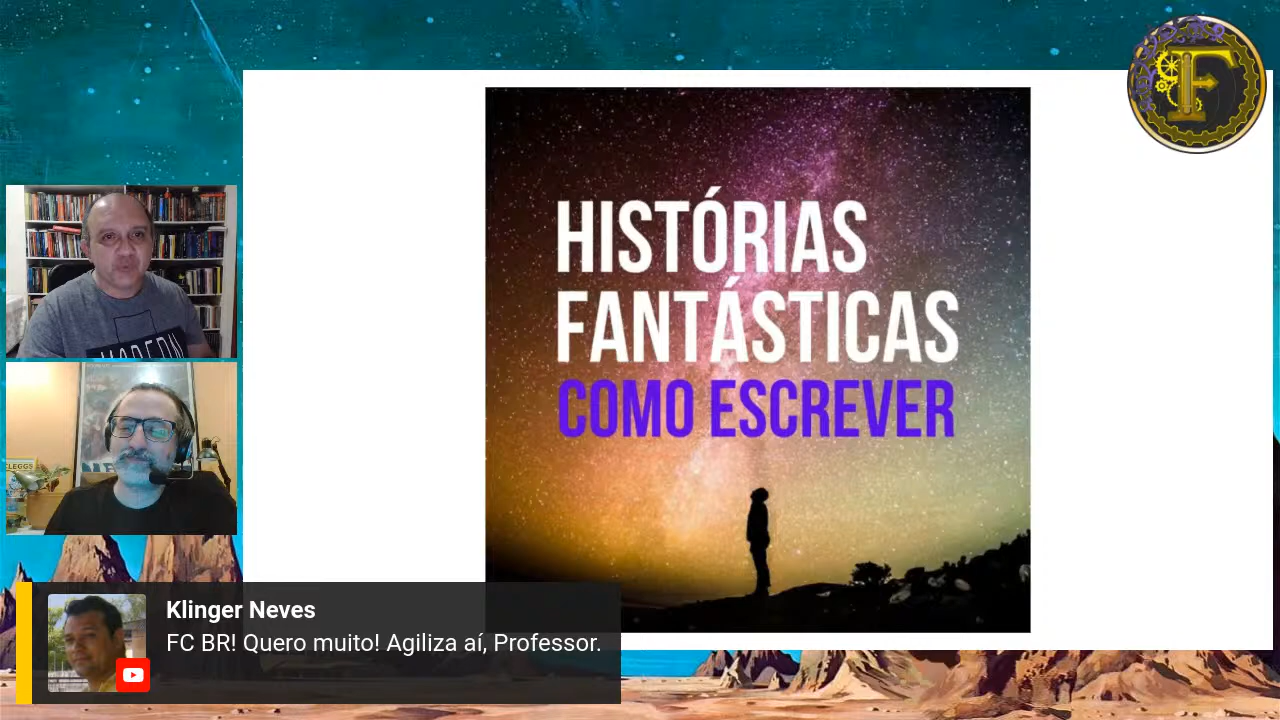 HISTÓRIAS
FANTÁSTICAS
COMO ESCREVER
Klinger Neves
FC BR! Quero muito! Agiliza aí, Professor.